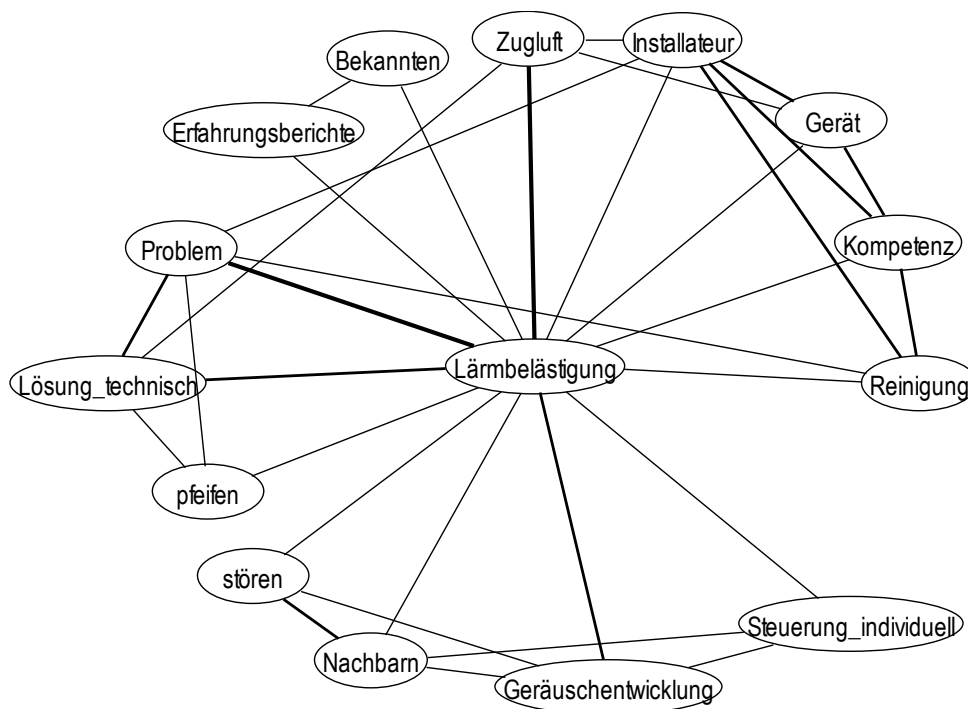 Zugluft
Installateur
Bekannten
Gerät
Erfahrungsberichte
Problem
Kompetenz
Lärmbelästigung
Lösung_technisch
Reinigung
pfeifen
stören
Steuerung_individuell
Nachbarn
Geräuschentwicklung